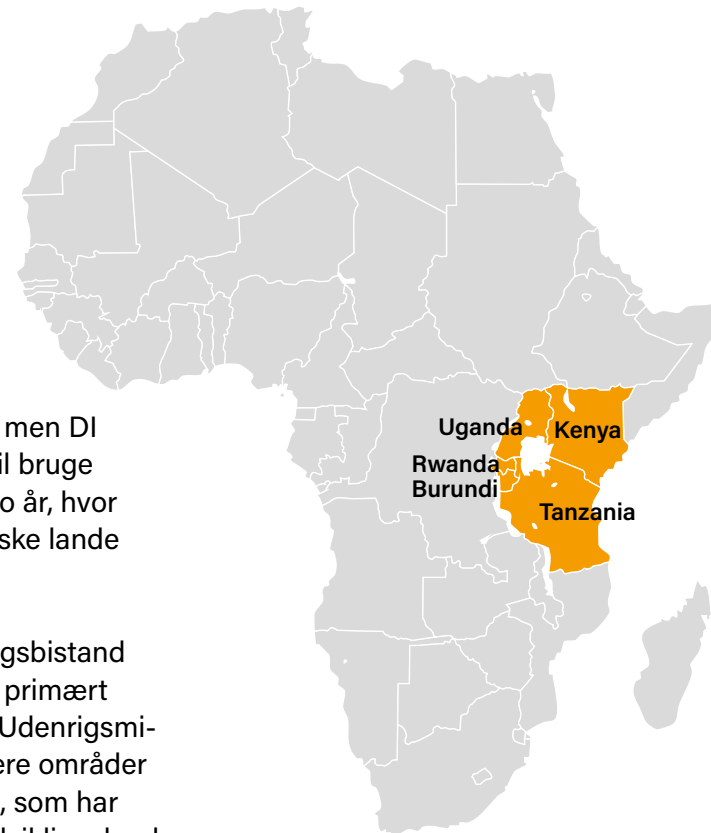 men DI
il bruge
o år, hvor
ske lande
gsbistand
primært
Udenrigsmi-
ere områder
, som har
Uganda
Kenya
Rwanda
Burundi
Tanzania